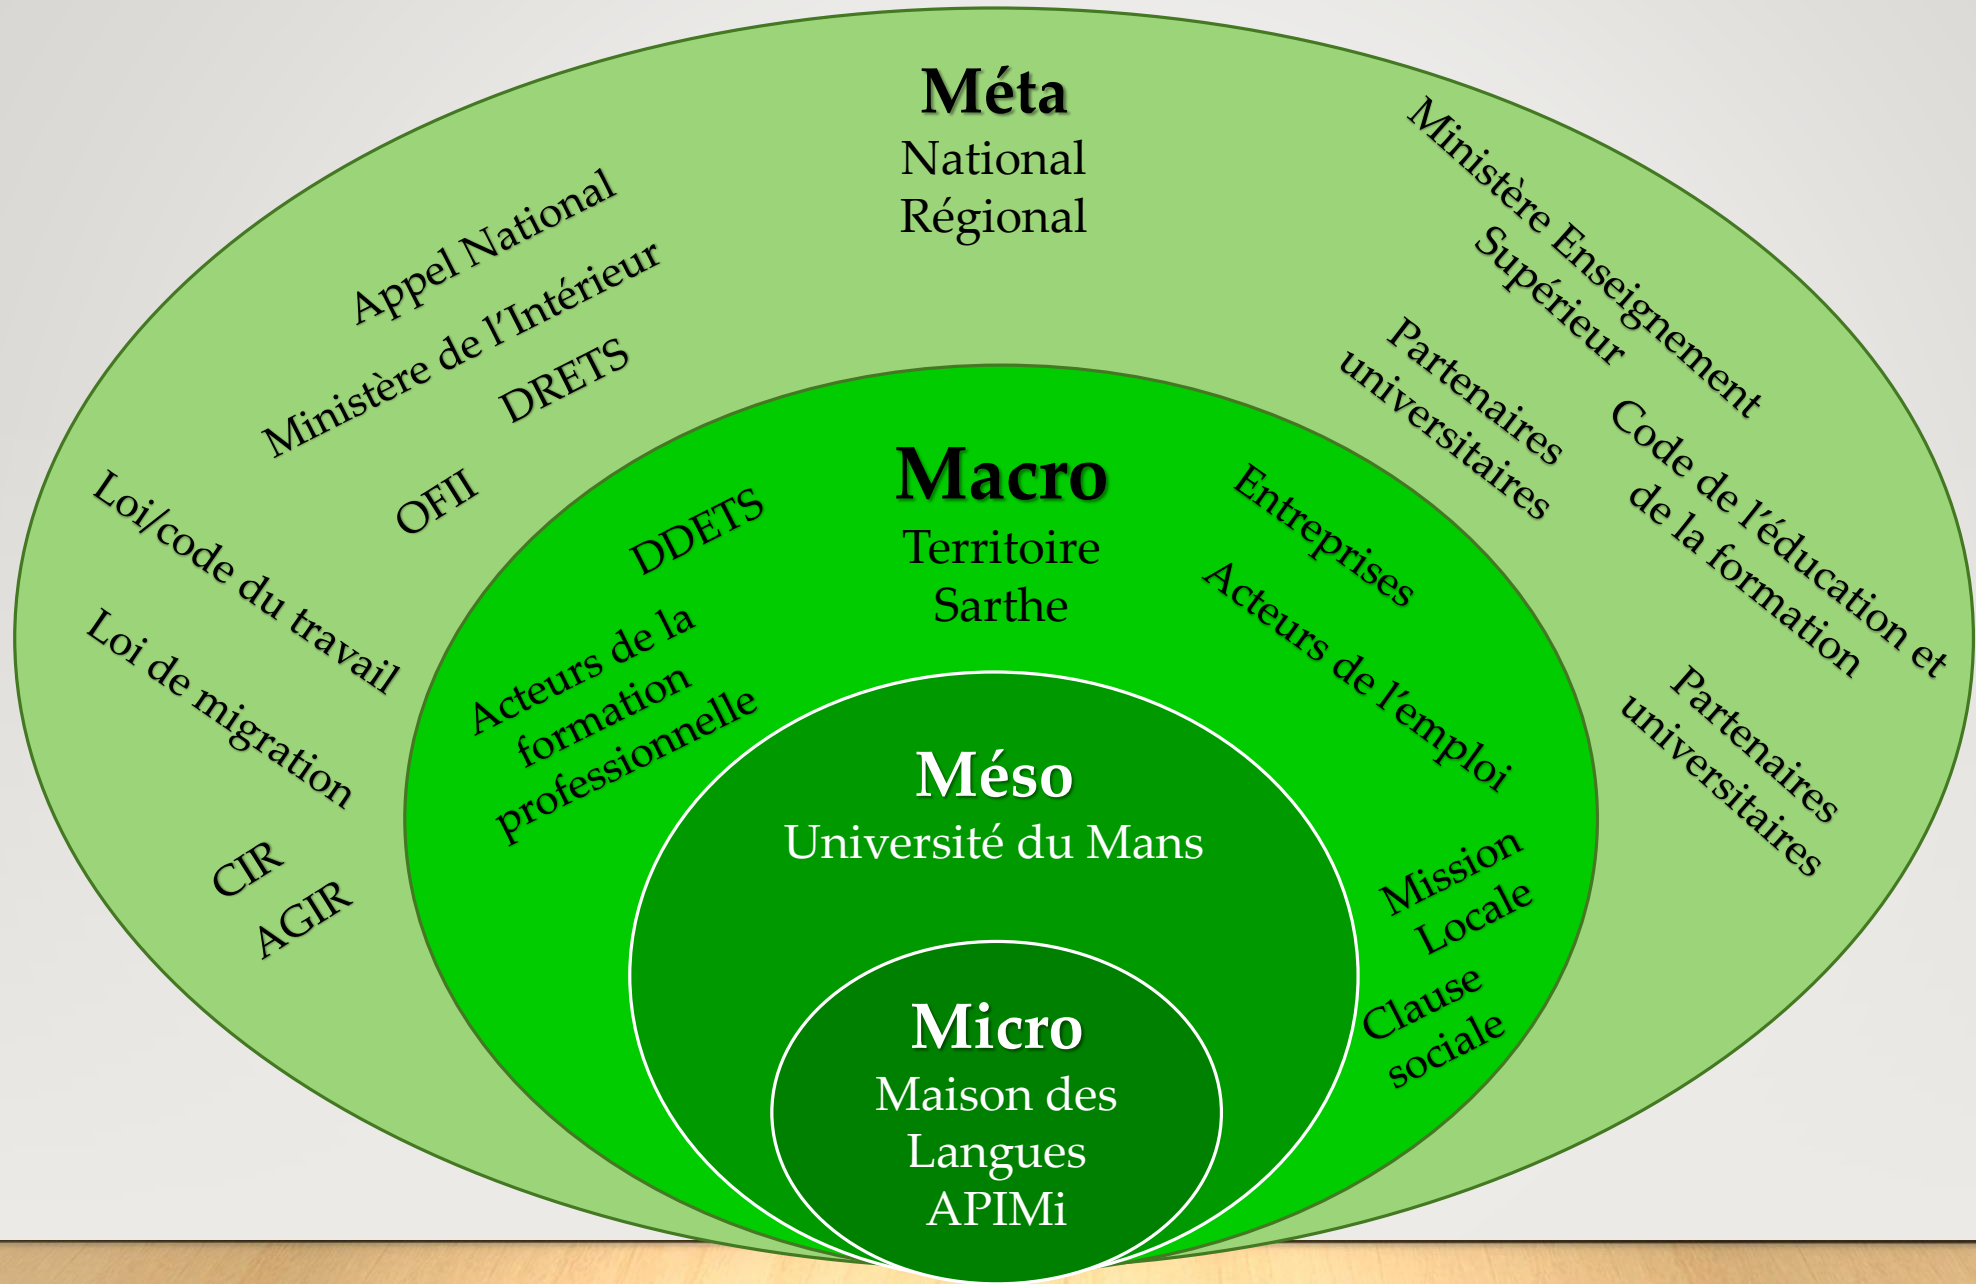 Méta
National
Régional
Appel National
Ministère de l’Intérieur
DRETS
OFII
Loi/code du travail
Loi de migration
CIR
AGIR
Ministère Enseignement
Supérieur
Partenaires
universitaires
Code de l’éducation et
de la formation
Partenaires
universitaires
Macro
Territoire
Sarthe
DDETS
Acteurs de la
formation
professionnelle
Entreprises
Acteurs de l’emploi
Mission
Locale
Clause
sociale
Méso
Université du Mans
Micro
Maison des
Langues
APIMi